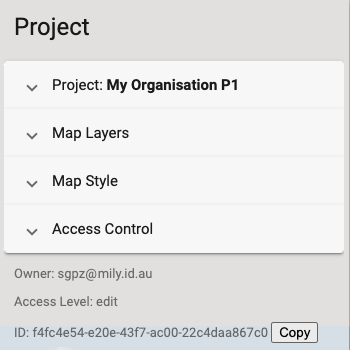 Project
Project: My Organisation P1
Map Layers
Map Style
Access Control
Owner: sgpz@mily.id.au
Access Level: edit
ID: f4fc4e54-e20e-43f7-ac00-22c4daa867c0 Copy